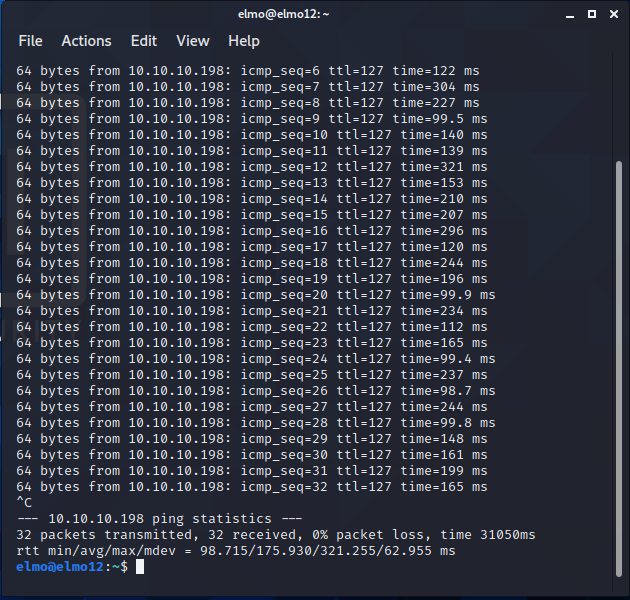 elmo@elmo12: ~
File Actions Edit View Help
64 bytes from 10.10.10.198: icmp_seq=6 ttl=127 time=122 ms
64 bytes from 10.10.10.198: icmp_seq=7 ttl=127 time=304 ms
64 bytes from 10.10.10.198: icmp_seq=8 ttl=127 time=227 ms
64 bytes from 10.10.10.198: icmp_seq=9 ttl=127 time=99.5 ms
64 bytes from 10.10.10.198: icmp_seq=10 ttl=127 time=140 ms
64 bytes from 10.10.10.198: icmp_seq=11 ttl=127 time=139 ms
64 bytes from 10.10.10.198: icmp_seq=12 ttl=127 time=321 ms
64 bytes from 10.10.10.198: icmp_seq=13 ttl=127 time=153 ms
64 bytes from 10.10.10.198: icmp_seq=14 ttl=127 time=210 ms
64 bytes from 10.10.10.198: icmp_seq=15 ttl=127 time=207 ms
64 bytes from 10.10.10.198: icmp_seq=16 ttl=127 time=296 ms
64 bytes from 10.10.10.198: icmp_seq=17 ttl=127 time=120 ms
64 bytes from 10.10.10.198: icmp_seq=18 ttl=127 time=244 ms
64 bytes from 10.10.10.198: icmp_seq=19 ttl=127 time=196 ms
64 bytes from 10.10.10.198: icmp_seq=20 ttl=127 time=99.9 ms
64 bytes from 10.10.10.198: icmp_seq=21 ttl=127 time=234 ms
64 bytes from 10.10.10.198: icmp_seq=22 ttl=127 time=112 ms
64 bytes from 10.10.10.198: icmp_seq=23 ttl=127 time=165 ms
64 bytes from 10.10.10.198: icmp_seq=24 ttl=127 time=99.4 ms
64 bytes from 10.10.10.198: icmp_seq=25 ttl=127 time=237 ms
64 bytes from 10.10.10.198: icmp_seq=26 ttl=127 time=98.7 ms
64 bytes from 10.10.10.198: icmp_seq=27 ttl=127 time=244 ms
64 bytes from 10.10.10.198: icmp_seq=28 ttl=127 time=99.8 ms
64 bytes from 10.10.10.198: icmp_seq=29 ttl=127 time=148 ms
64 bytes from 10.10.10.198: icmp_seq=30 ttl=127 time=161 ms
64 bytes from 10.10.10.198: icmp_seq=31 ttl=127 time=199 ms
64 bytes from 10.10.10.198: icmp_seq=32 ttl=127 time=165 ms
^C
--- 10.10.10.198 ping statistics ---
32 packets transmitted, 32 received, 0% packet loss, time 31050ms
rtt min/avg/max/mdev = 98.715/175.930/321.255/62.955 ms
elmo@elmo12:~$